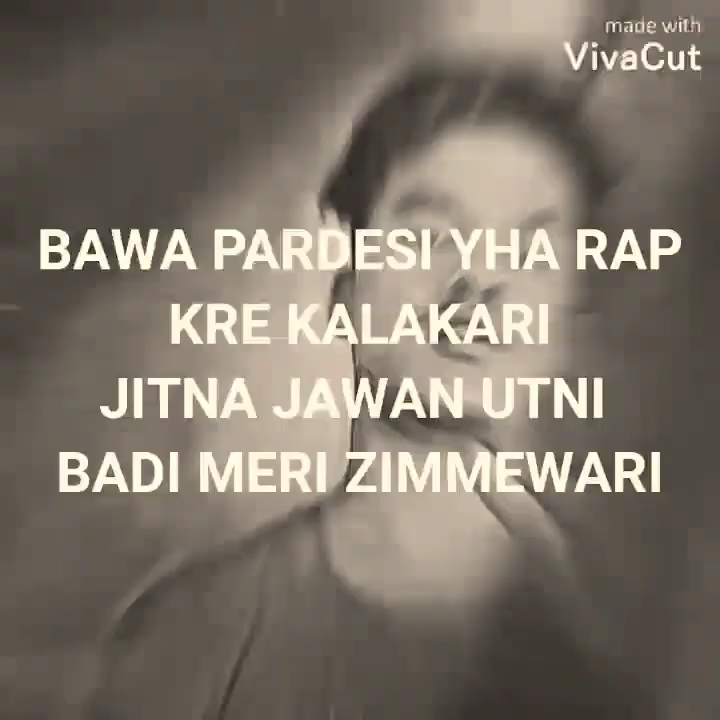 made with
VivaCut
BAWA PARDESI YHA RAP
KRE KALAKARI
JITNA JAWAN UTNI
BADI MERI ZIMMEWARI